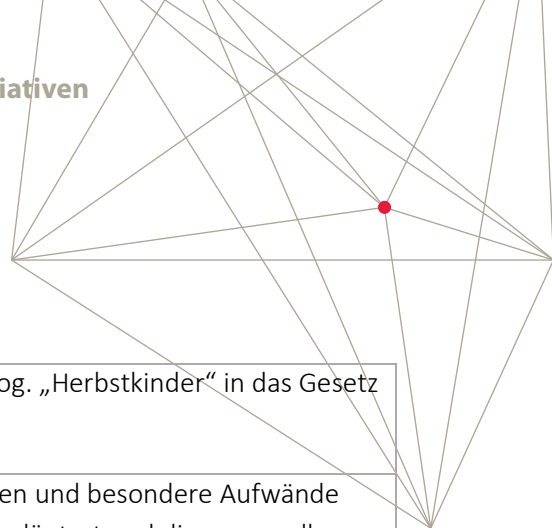 iativen
og. „Herbstkinder“ in das Gesetz
en und besondere Aufwände